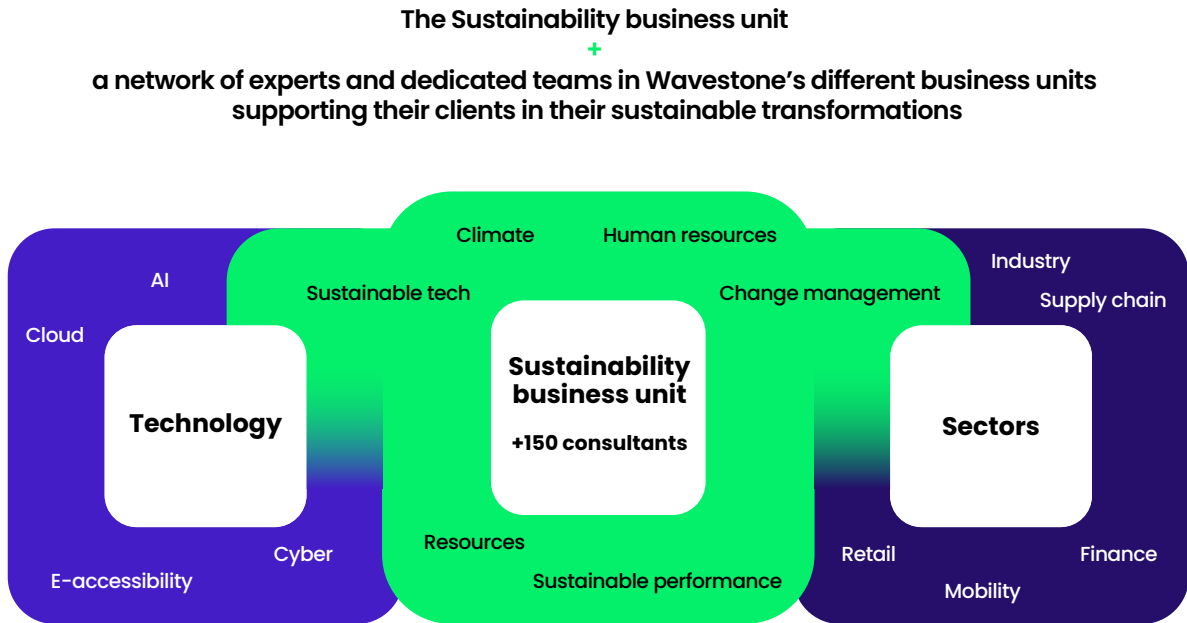 The Sustainability business unit
+
a network of experts and dedicated teams in Wavestone’s different business units
supporting their clients in their sustainable transformations
Climate
Human resources
Industry
AI
Sustainable tech
Change management
Supply chain
Cloud
Technology
Sustainability
business unit
+150 consultants
Sectors
Resources
Cyber
E-accessibility
Sustainable performance
Retail
Finance
Mobility